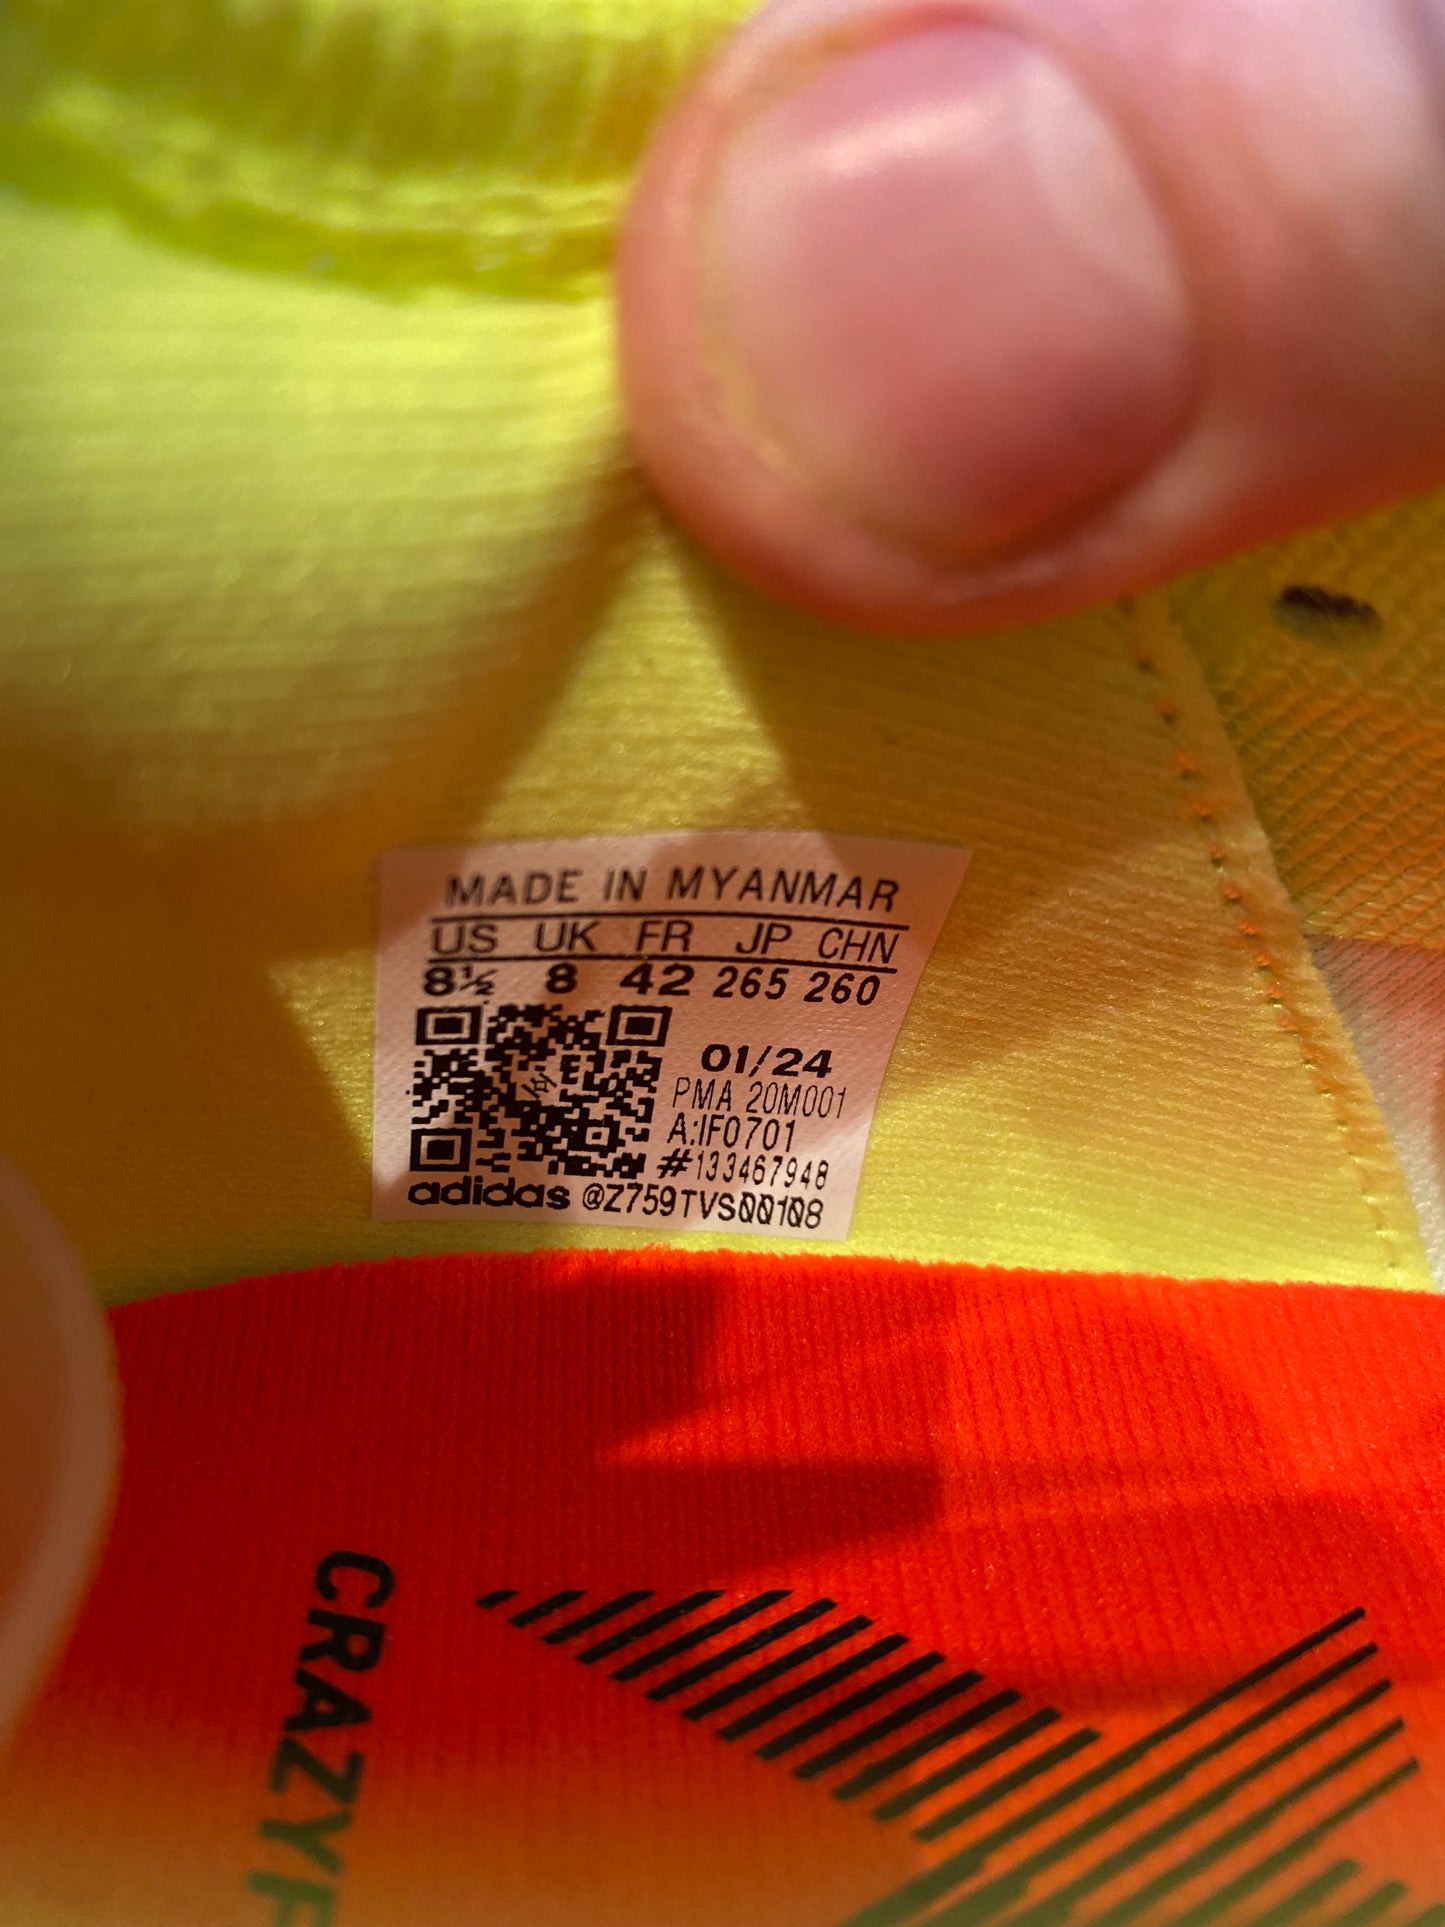 MADE IN MYANMAR
US UK FR JP CHN
8½ 8 42 265 260
01/24
PMA 20M001
A:IF0701
#133467948
adidas @Z759TVS00108
CRAZYF